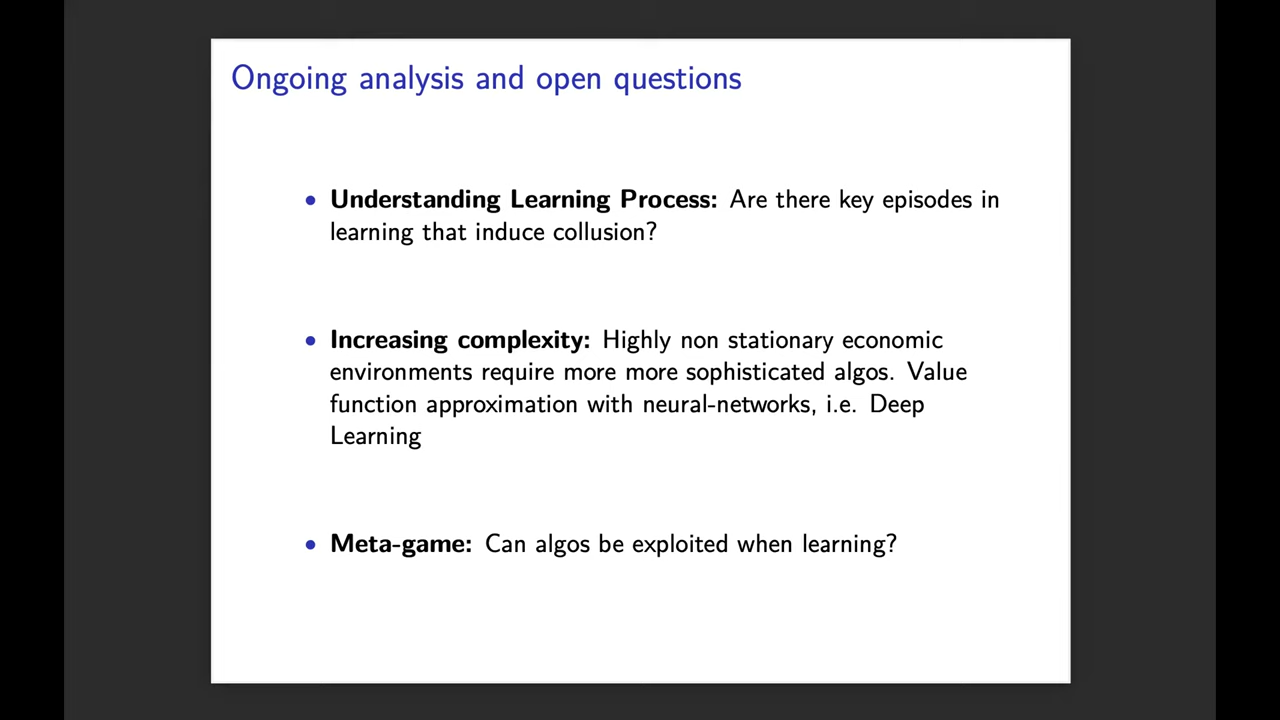 Ongoing analysis and open questions
• Understanding Learning Process: Are there key episodes in
learning that induce collusion?
• Increasing complexity: Highly non stationary economic
environments require more more sophisticated algos. Value
function approximation with neural-networks, i.e. Deep
Learning
• Meta-game: Can algos be exploited when learning?